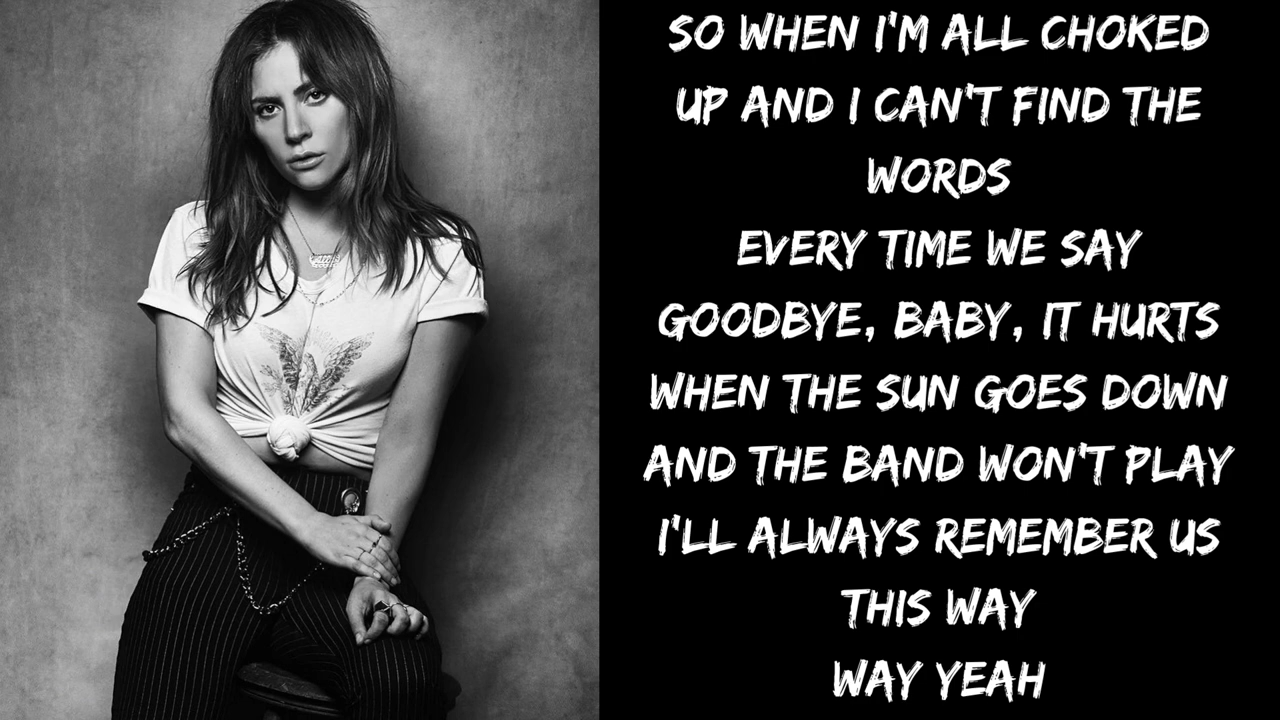 SO WHEN I'M ALL CHOKED
UP AND I CAN'T FIND THE
WORDS
EVERY TIME WE SAY
GOODBYE, BABY, IT HURTS
WHEN THE SUN GOES DOWN
AND THE BAND WON'T PLAY
I'LL ALWAYS REMEMBER US
THIS WAY
WAY YEAH